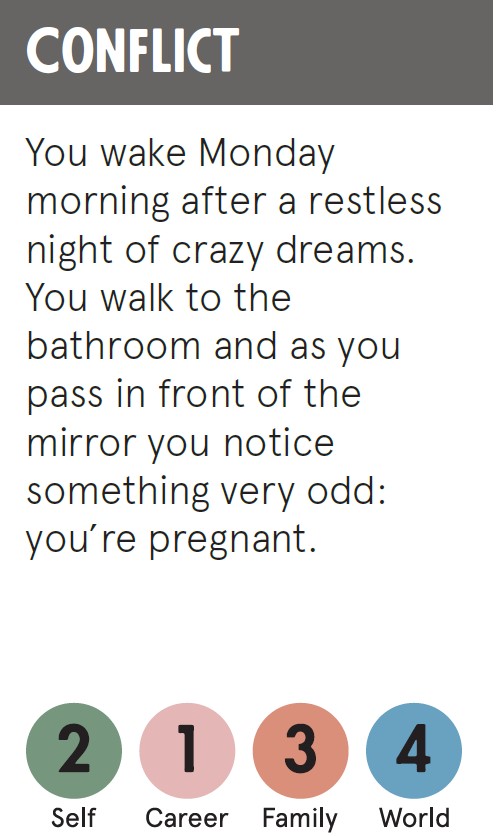 CONFLICT
You wake Monday
morning after a restless
night of crazy dreams.
You walk to the
bathroom and as you
pass in front of the
mirror you notice
something very odd:
you’re pregnant.
2 1 3 4
Self Career Family World